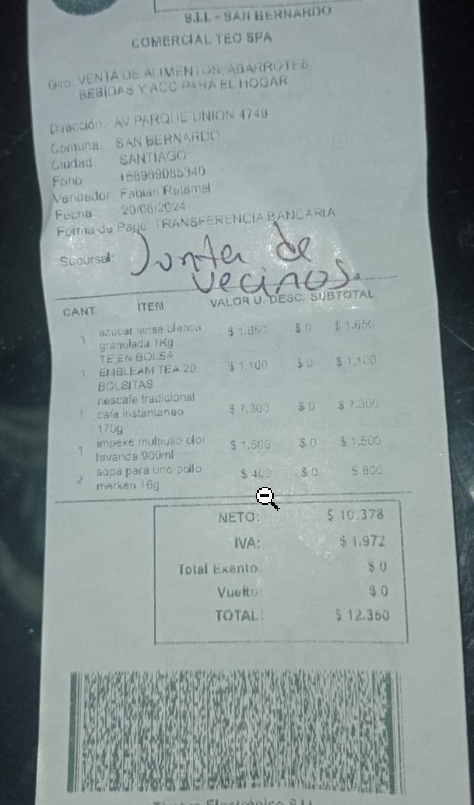 S.I.I. - SAN BERNARDO
COMERCIAL TEO SPA
Giro: VENTA DE ALIMENTOS, ABARROTES,
BEBIDAS Y ACC PARA EL HOGAR
Dirección: AV PARQUE UNION 4749
Comuna: SAN BERNARDO
Ciudad: SANTIAGO
Fono
Vendedor: Fabian Retamal
Fecha 20/08/2024
Forma de Pago: TRANSFERENCIA BANCARIA
Sucursal:
Junta de
vecinos.
CANT. ITEM VALOR U. DESC. SUBTOTAL
1 azucar iansa blanca granulada 1Kg $ 1.650 $ 0 $ 1.650
1 TE EN BOLSA EMBLEAM TEA 20 BOLSITAS $ 1.100 $ 0 $ 1.100
1 nescafe tradicional cafe instantaneo 170g $ 7.300 $ 0 $ 7.300
1 impeke multiuso olor lavanda 900ml $ 1.500 $ 0 $ 1.500
2 sopa para uno pollo merken 16g $ 400 $ 0 $ 800
NETO: $ 10.378
IVA: $ 1.972
Total Exento: $ 0
Vuelto: $ 0
TOTAL: $ 12.350
Timbre Electrónico S.I.I.